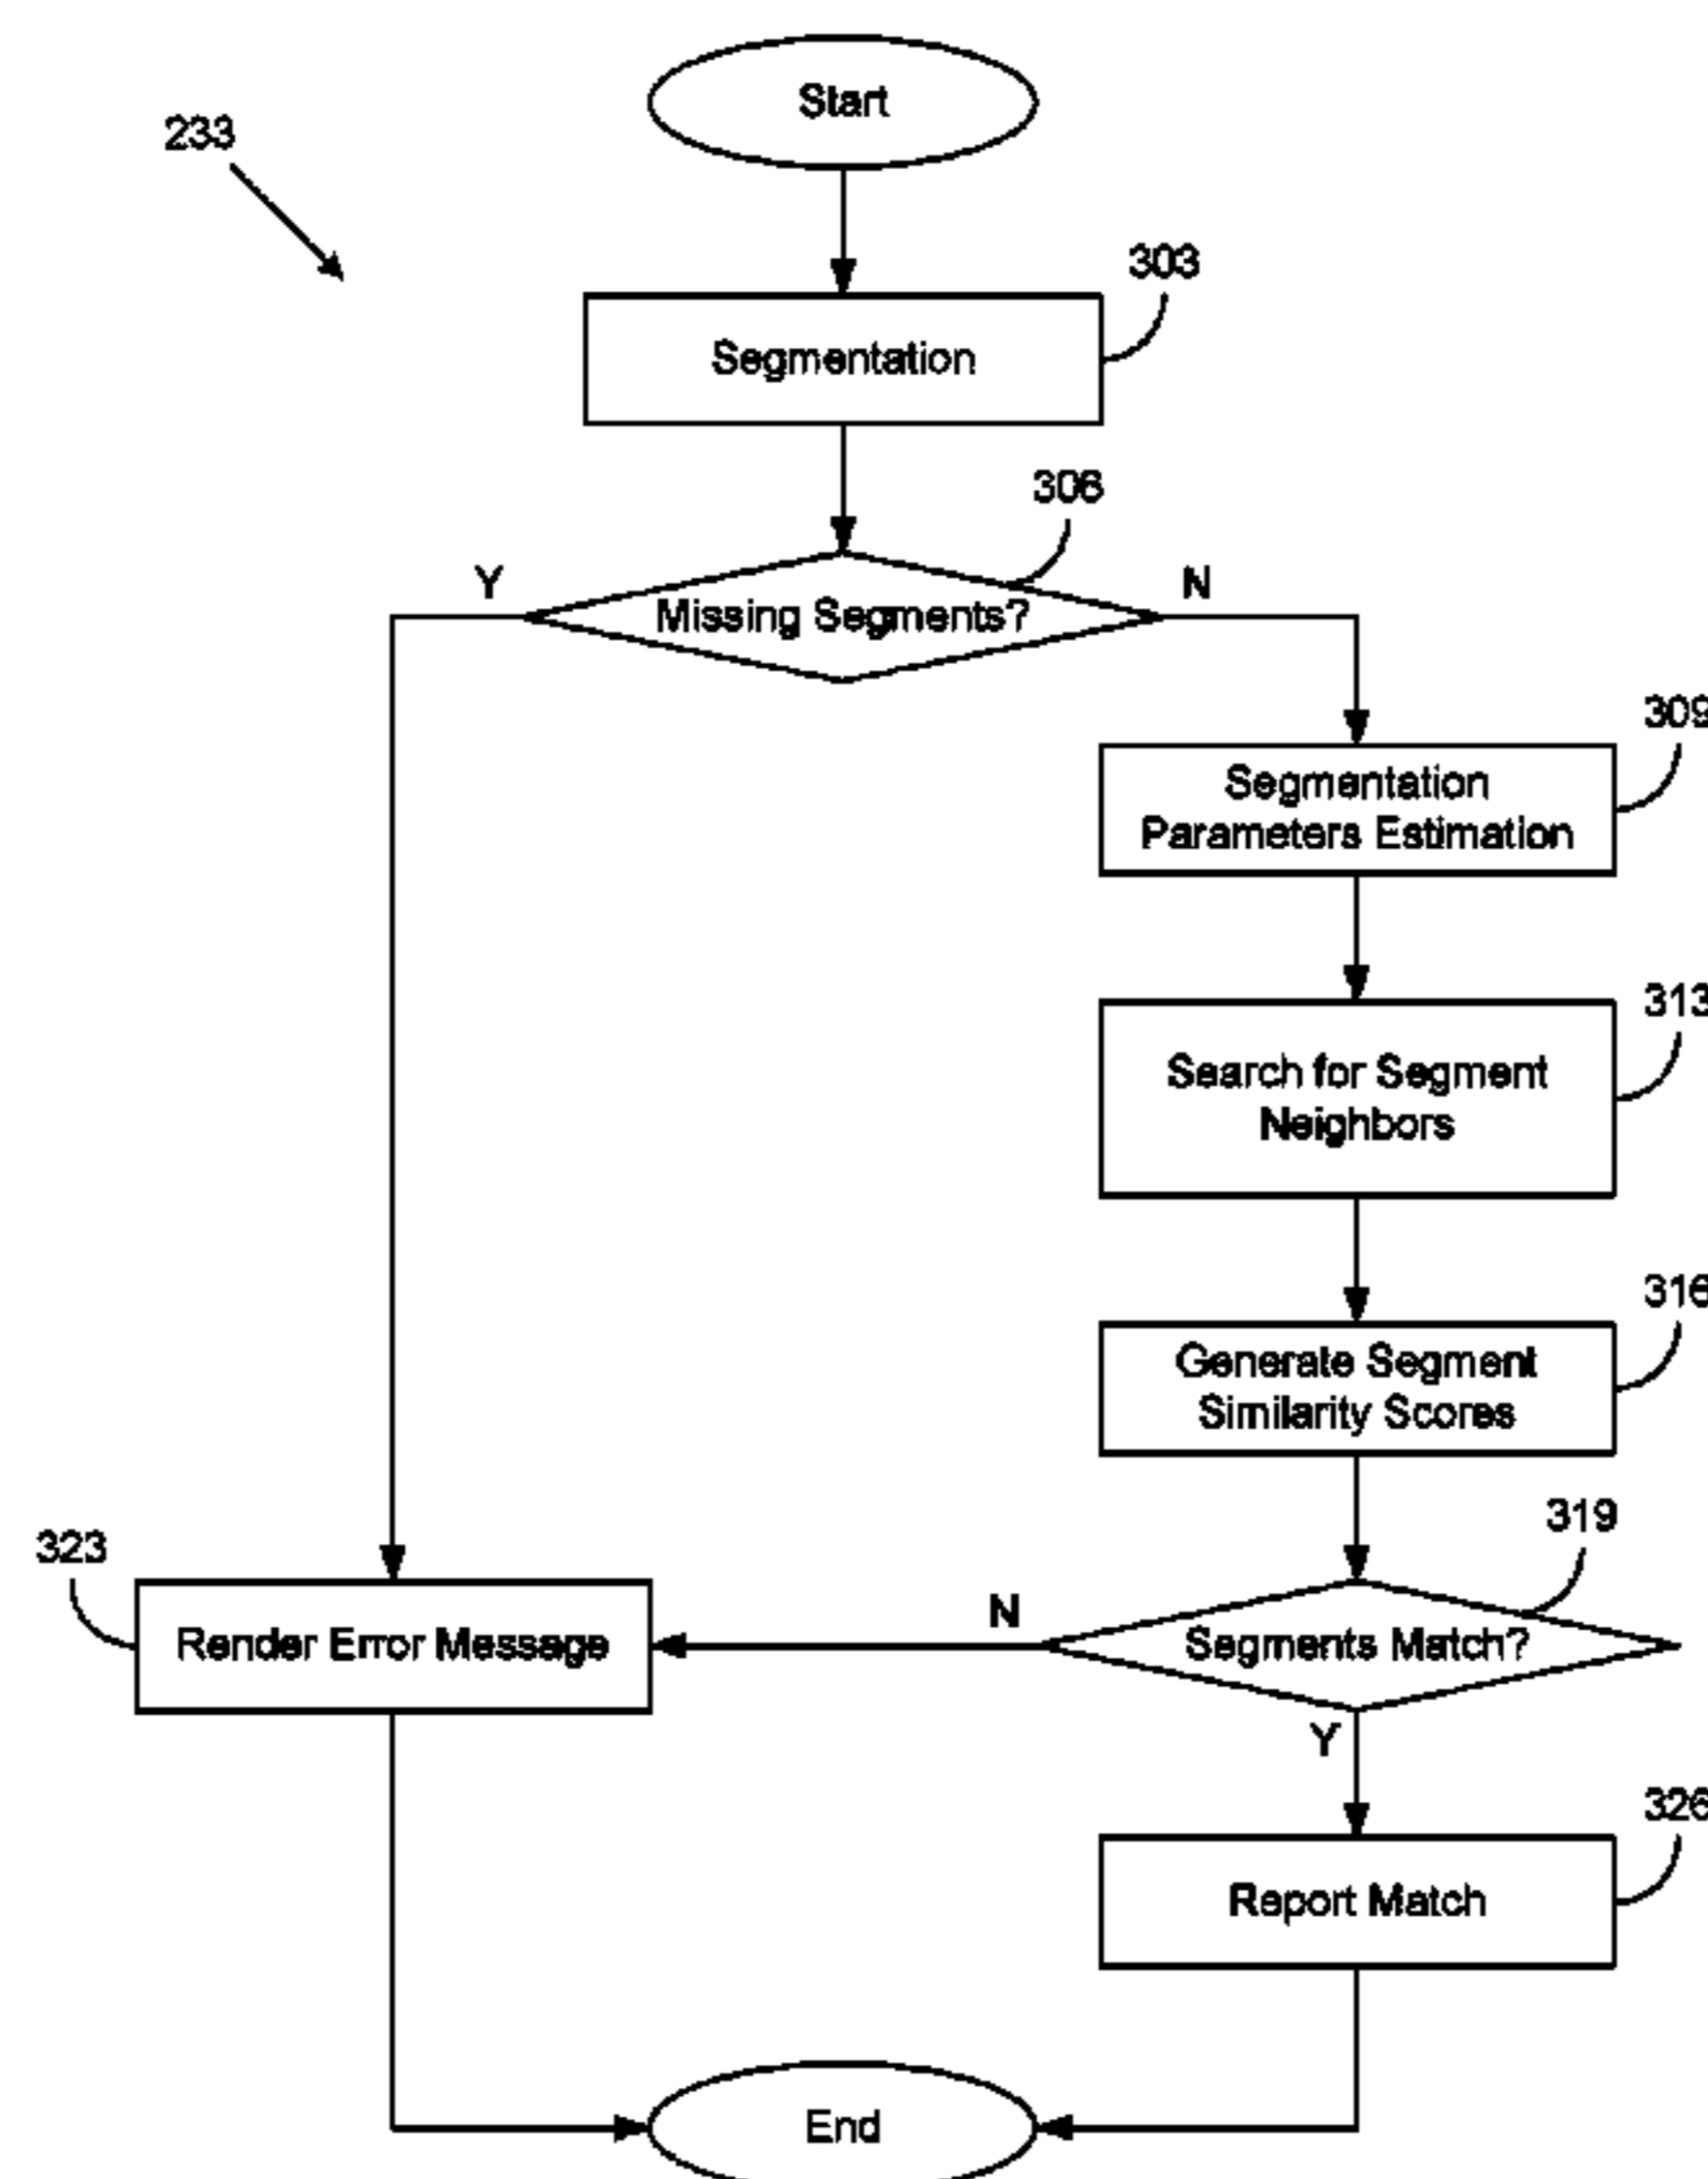 Start
233
303
Segmentation
306
Y
N
Missing Segments?
309
Segmentation
Parameters Estimation
313
Search for Segment
Neighbors
316
Generate Segment
Similarity Scores
319
323
N
Render Error Message
Segments Match?
Y
326
Report Match
End